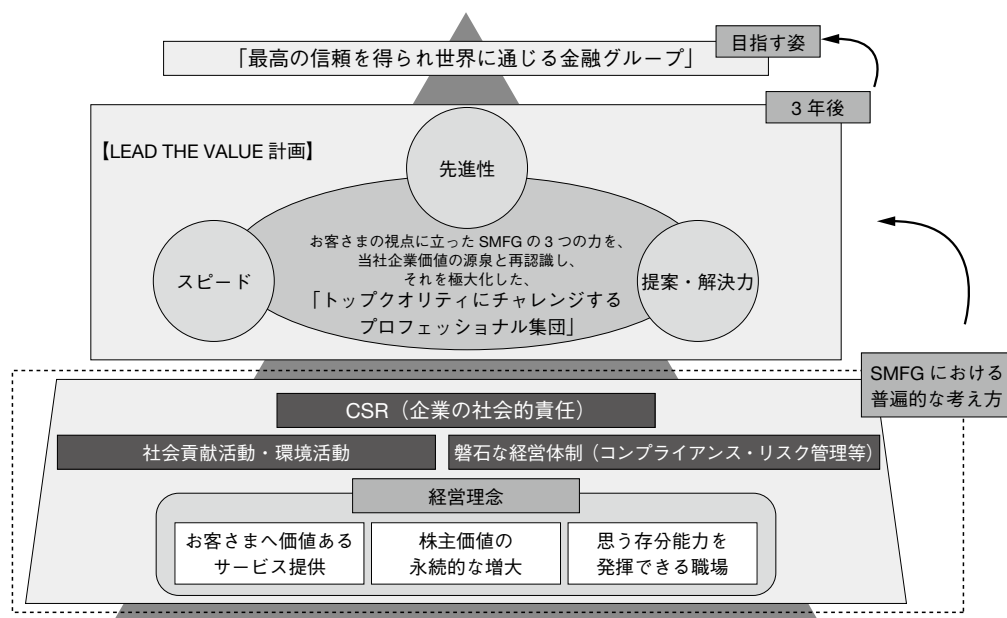 目指す姿
「最高の信頼を得られ世界に通じる金融グループ」
3年後
【LEAD THE VALUE 計画】
先進性
スピード
お客さまの視点に立った SMFG の 3 つの力を、
当社企業価値の源泉と再認識し、
それを極大化した、
「トップクオリティにチャレンジする
プロフェッショナル集団」
提案・解決力
SMFG における
普遍的な考え方
CSR（企業の社会的責任）
社会貢献活動・環境活動
磐石な経営体制（コンプライアンス・リスク管理等）
経営理念
お客さまへ価値ある
サービス提供
株主価値の
永続的な増大
思う存分能力を
発揮できる職場